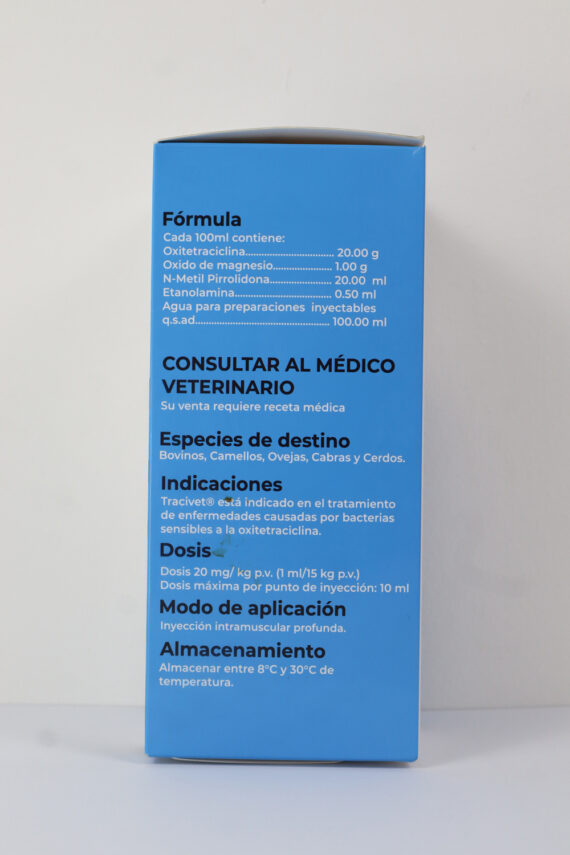 Fórmula
Cada 100ml contiene:
Oxitetraciclina.................................. 20.00 g
Oxido de magnesio...................... 1.00 g
N-Metil Pirrolidona....................... 20.00 ml
Etanolamina.................................... 0.50 ml
Agua para preparaciones inyectables
q.s.ad.................................................. 100.00 ml
CONSULTAR AL MÉDICO
VETERINARIO
Su venta requiere receta médica
Especies de destino
Bovinos, Camellos, Ovejas, Cabras y Cerdos.
Indicaciones
Tracivet® está indicado en el tratamiento
de enfermedades causadas por bacterias
sensibles a la oxitetraciclina.
Dosis
Dosis 20 mg/ kg p.v. (1 ml/15 kg p.v.)
Dosis máxima por punto de inyección: 10 ml
Modo de aplicación
Inyección intramuscular profunda.
Almacenamiento
Almacenar entre 8°C y 30°C de
temperatura.